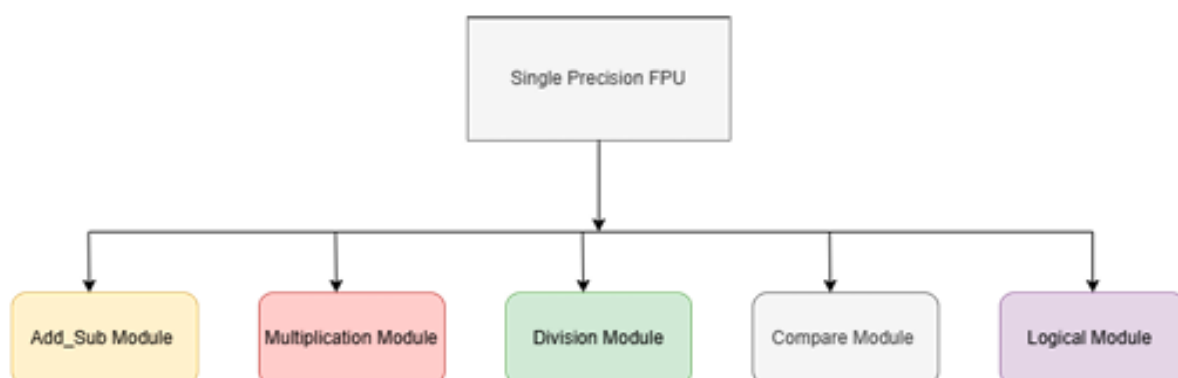 Single Precision FPU
Add_Sub Module
Multiplication Module
Division Module
Compare Module
Logical Module